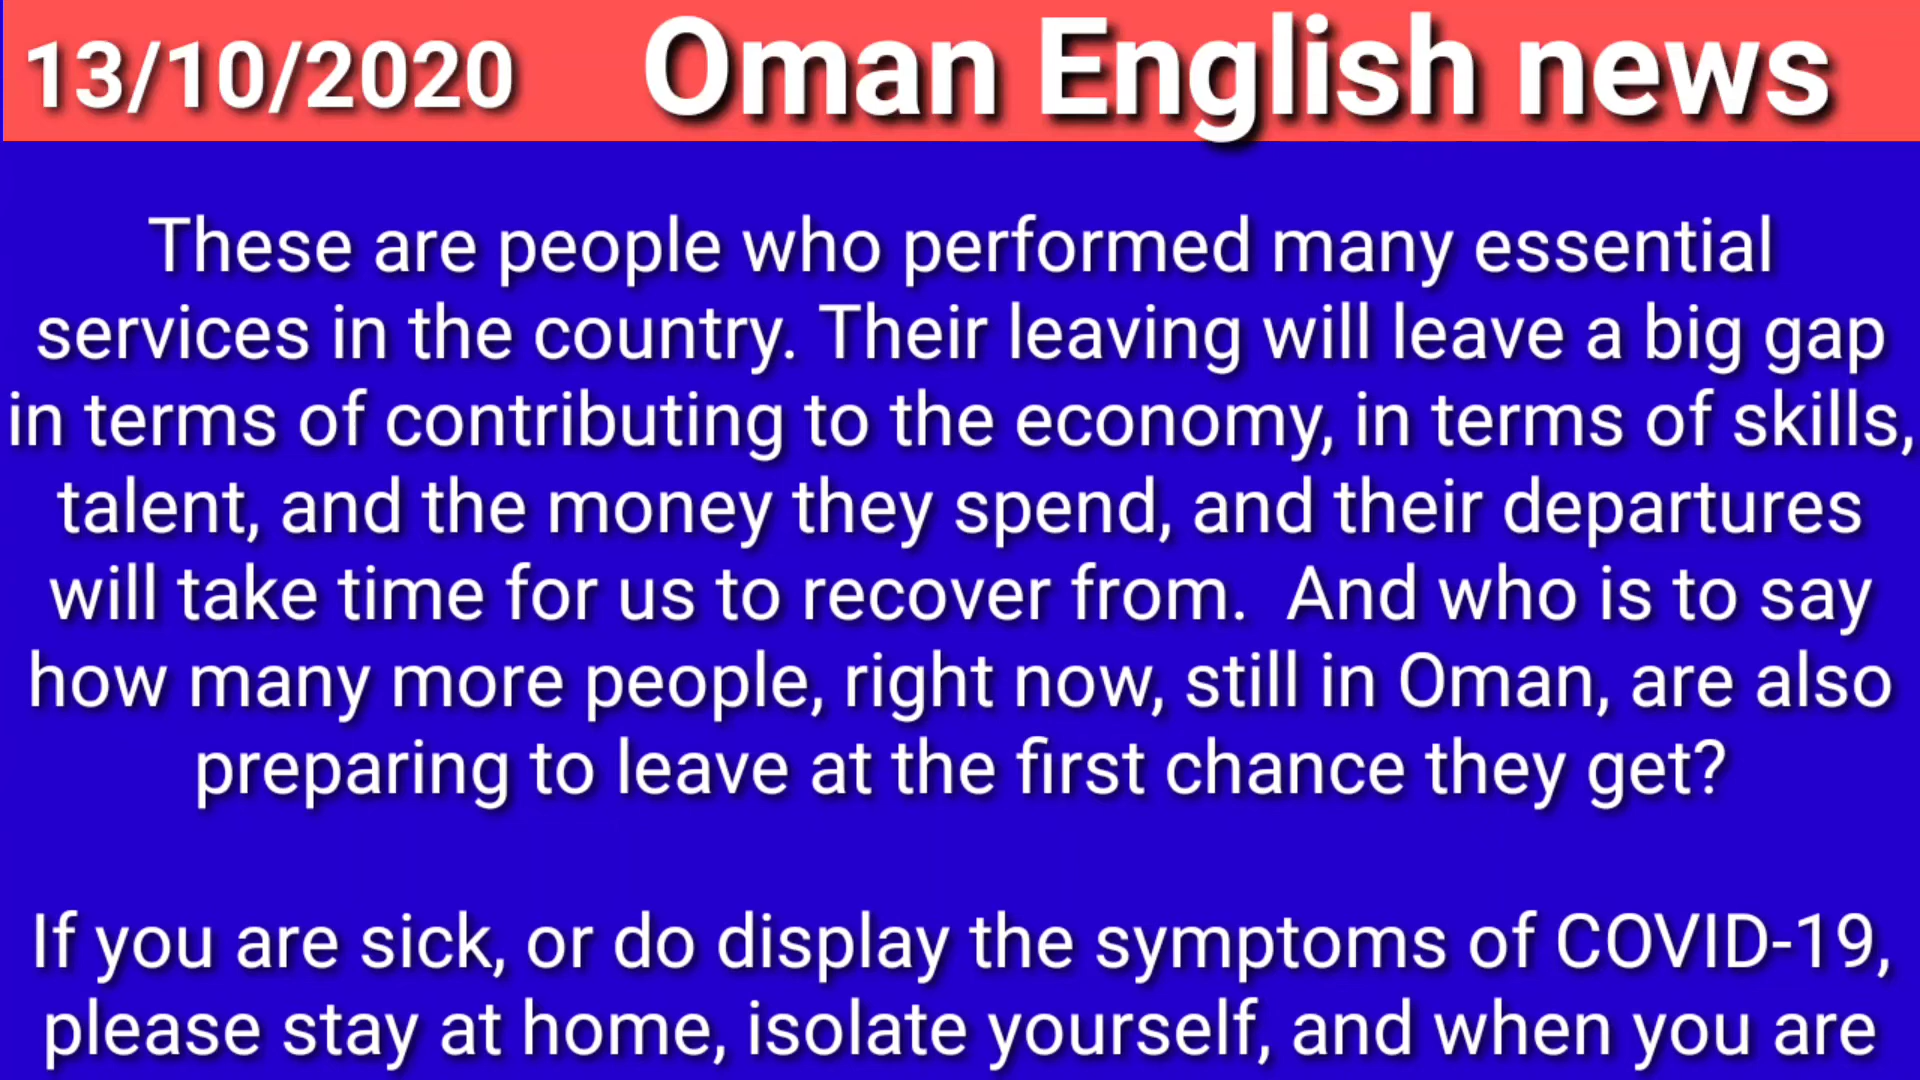 13/10/2020 Oman English news
These are people who performed many essential
services in the country. Their leaving will leave a big gap
in terms of contributing to the economy, in terms of skills,
talent, and the money they spend, and their departures
will take time for us to recover from.  And who is to say
how many more people, right now, still in Oman, are also
preparing to leave at the first chance they get?
If you are sick, or do display the symptoms of COVID-19,
please stay at home, isolate yourself, and when you are